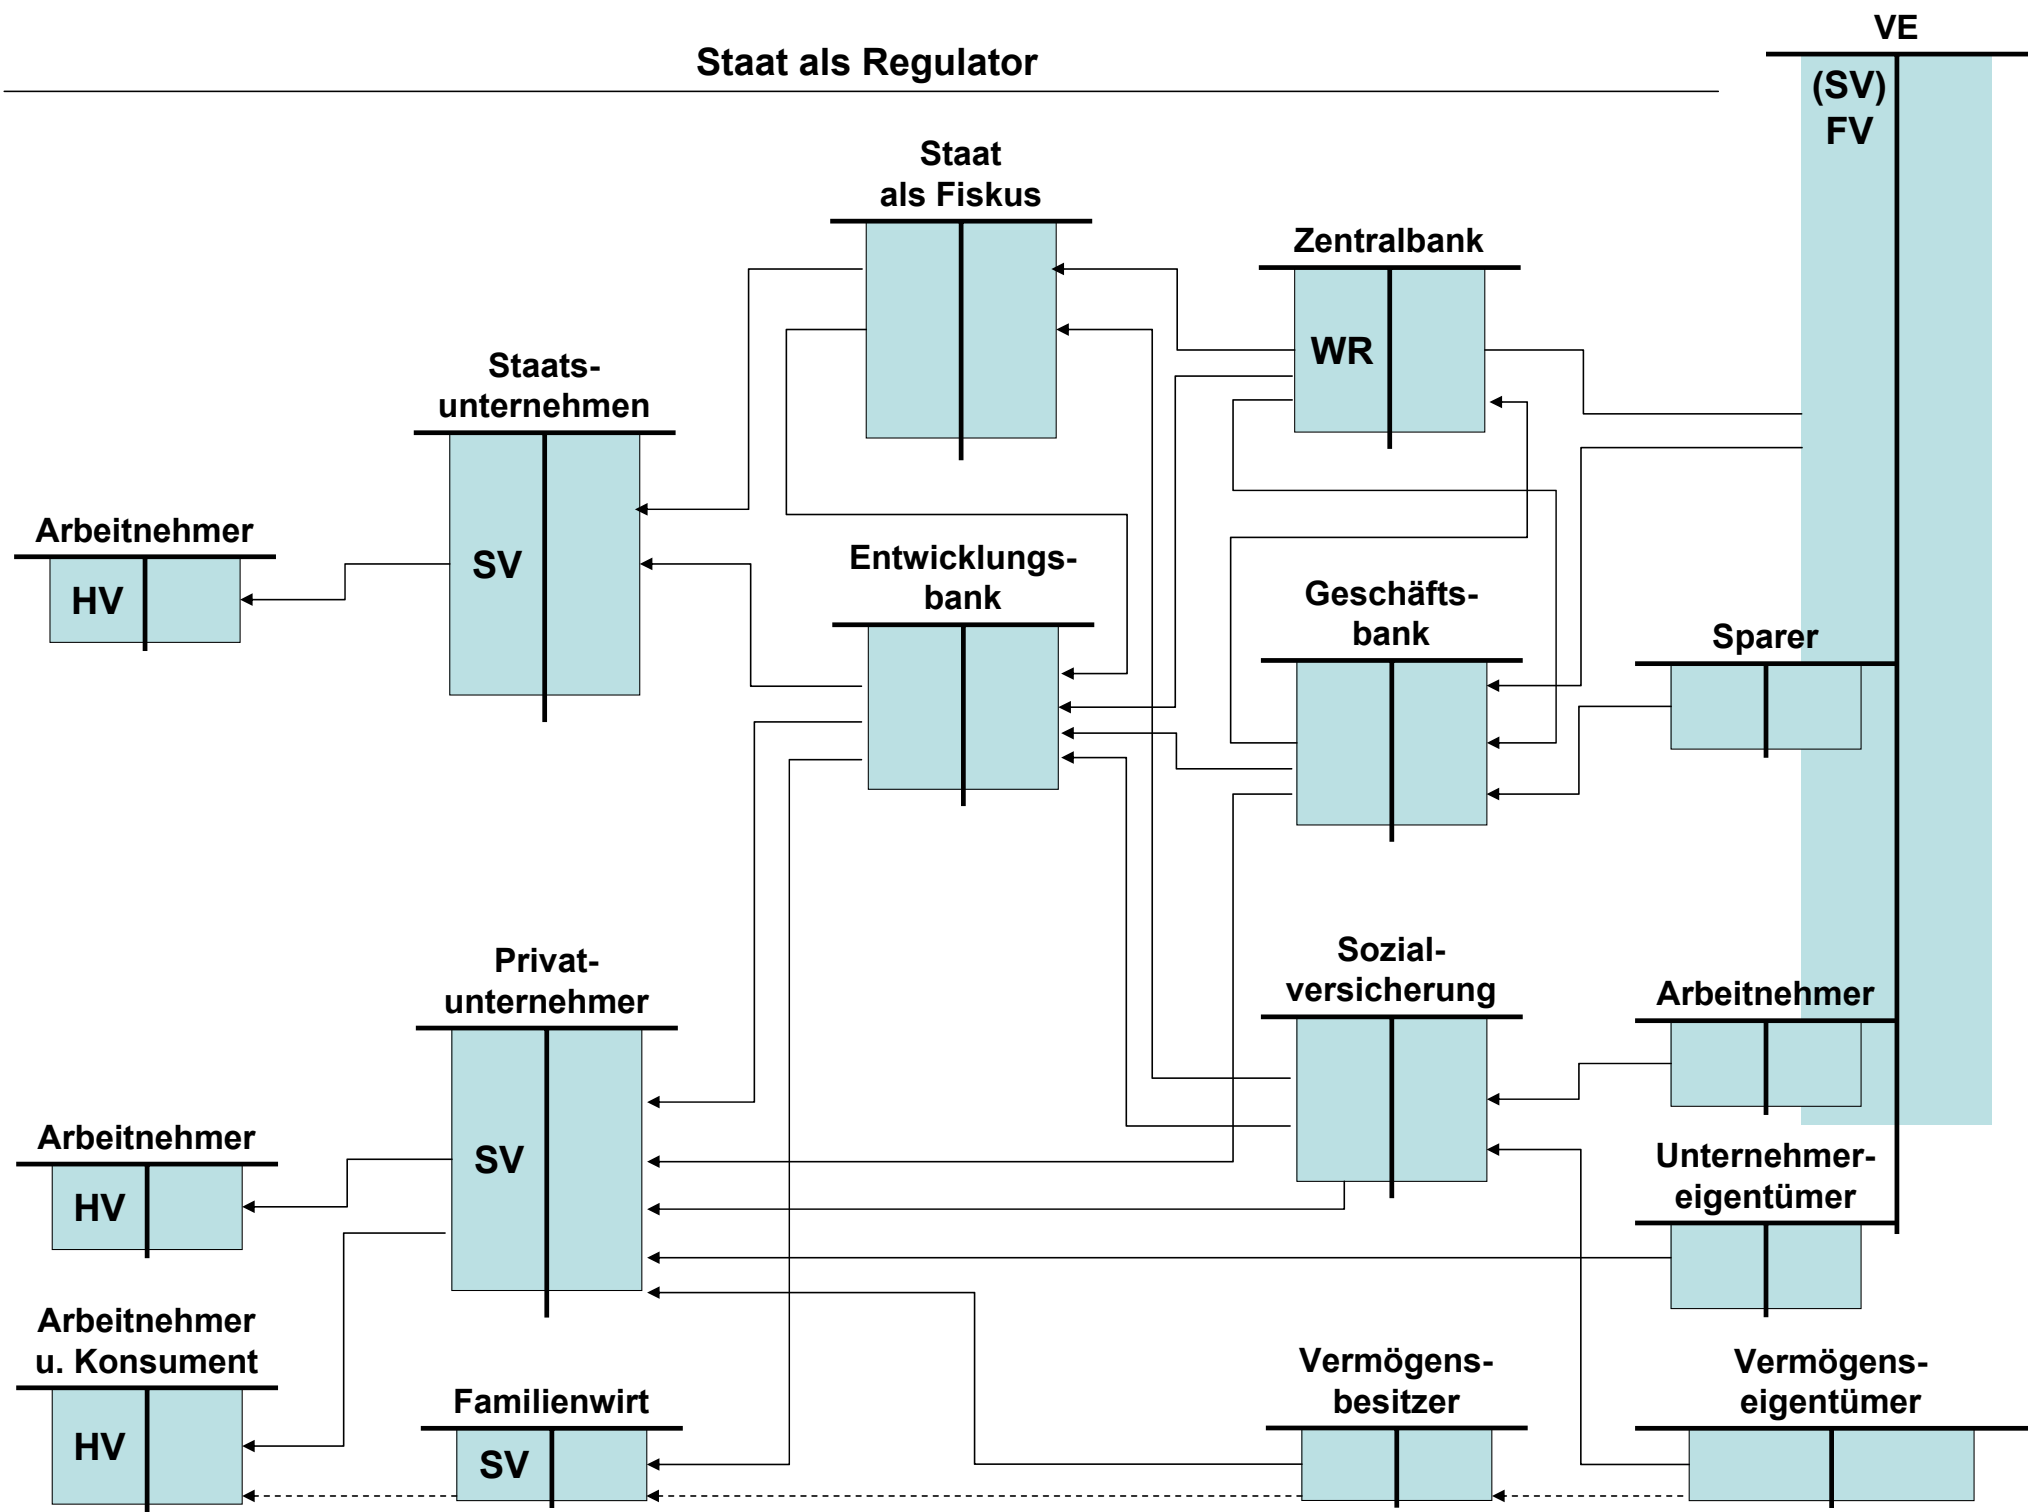 VE
Staat als Regulator
(SV)
FV
Staat
als Fiskus
Zentralbank
WR
Staats-
unternehmen
SV
Arbeitnehmer
HV
Entwicklungs-
bank
Geschäfts-
bank
Sparer
Privat-
unternehmer
SV
Sozial-
versicherung
Arbeitnehmer
Arbeitnehmer
HV
Unternehmer-
eigentümer
Arbeitnehmer
u. Konsument
HV
Familienwirt
SV
Vermögens-
besitzer
Vermögens-
eigentümer